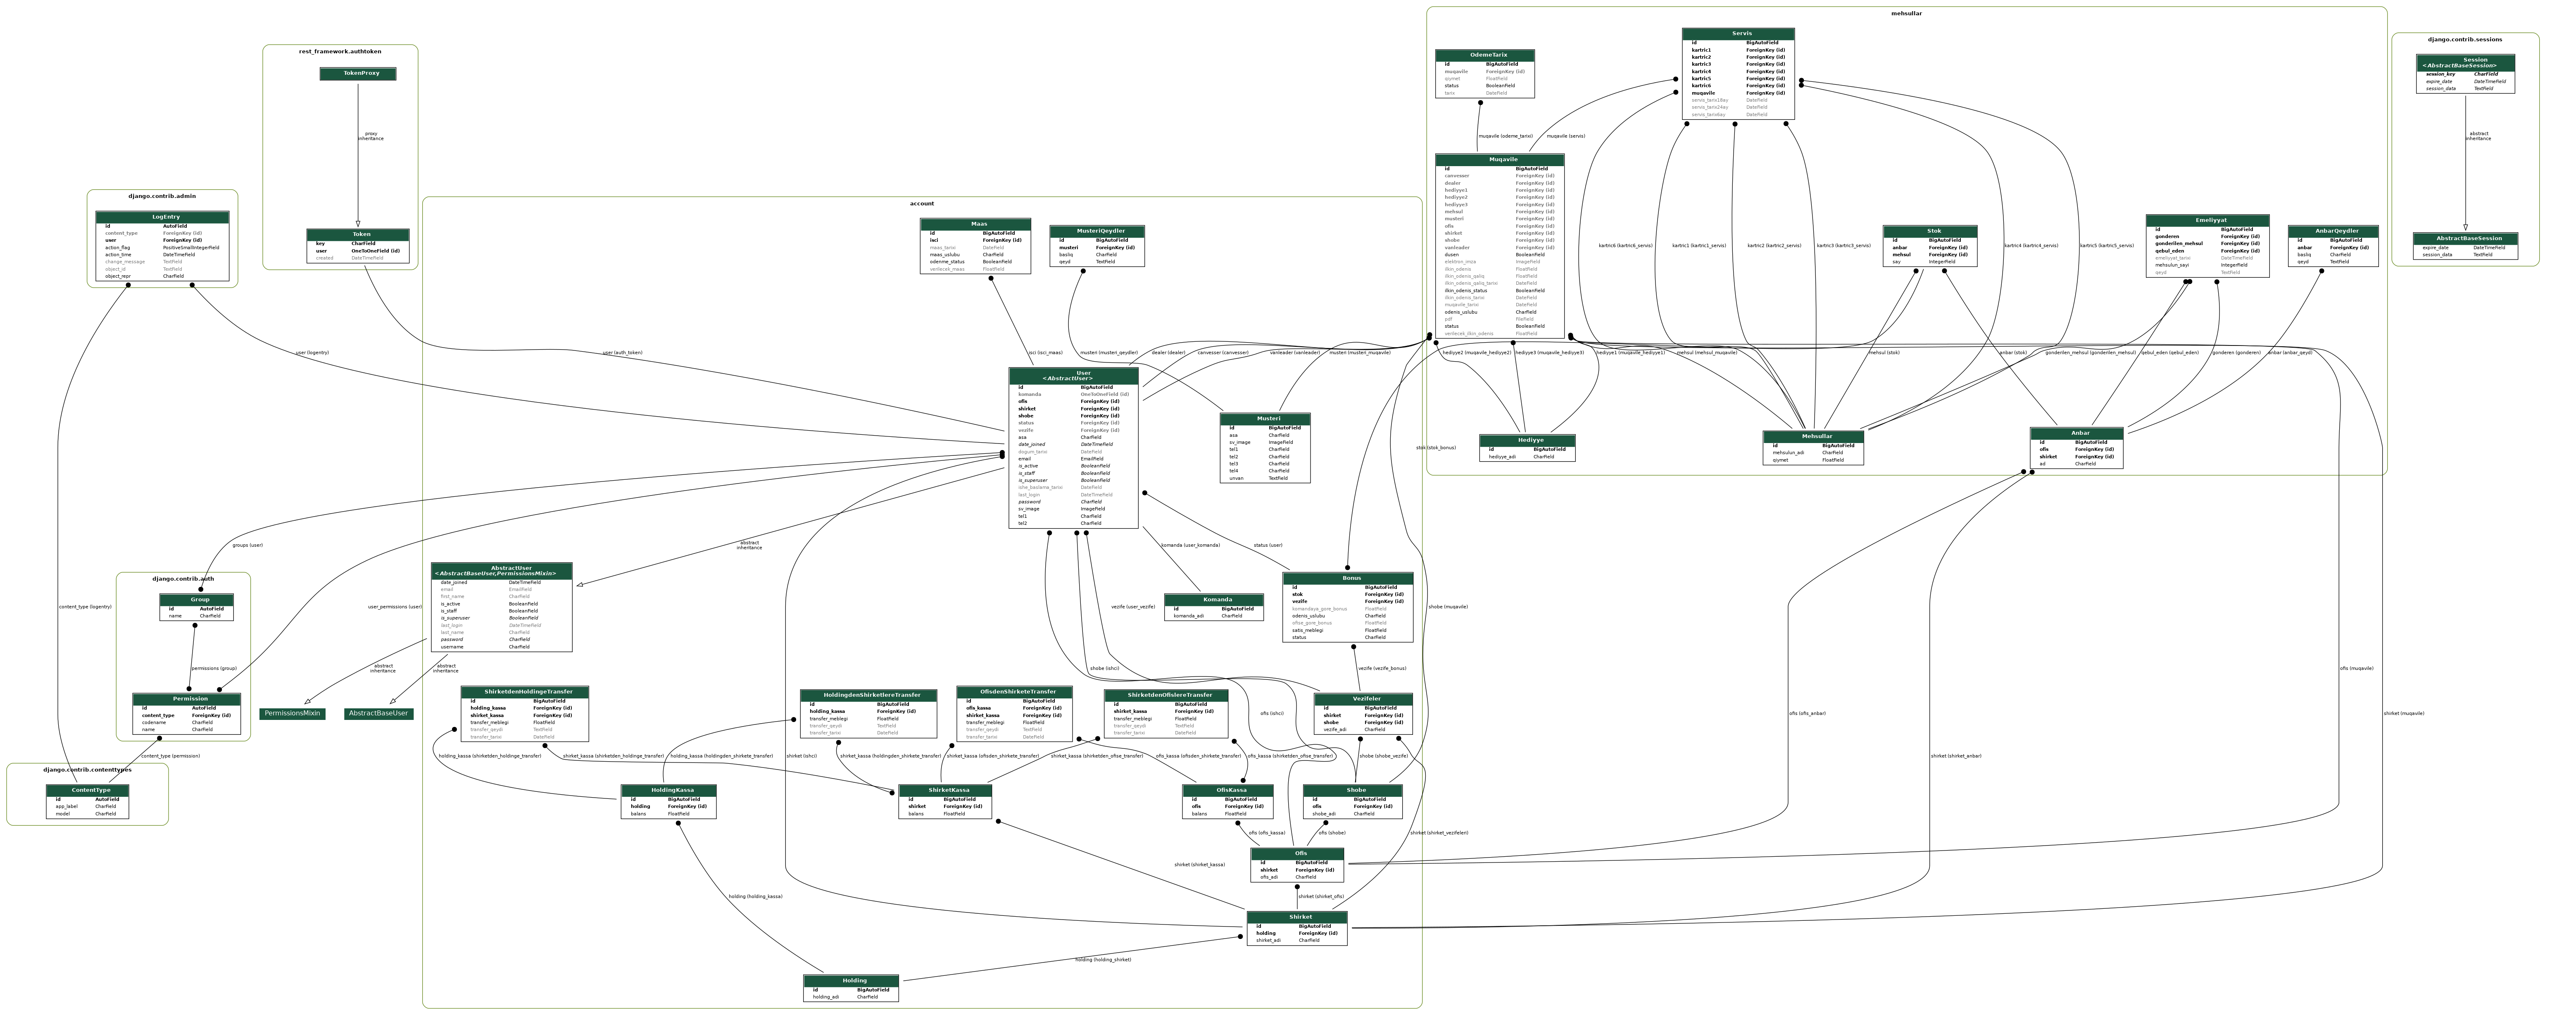 mehsullar
Servis
id BigAutoField
kartric1 ForeignKey (id)
kartric2 ForeignKey (id)
kartric3 ForeignKey (id)
kartric4 ForeignKey (id)
kartric5 ForeignKey (id)
kartric6 ForeignKey (id)
muqavile ForeignKey (id)
servis_tarix18ay DateField
servis_tarix24ay DateField
servis_tarix6ay DateField
OdemeTarix
id BigAutoField
muqavile ForeignKey (id)
qiymet FloatField
status BooleanField
tarix DateField
django.contrib.sessions
Session
<AbstractBaseSession>
session_key CharField
expire_date DateTimeField
session_data TextField
abstract
inheritance
AbstractBaseSession
expire_date DateTimeField
session_data TextField
rest_framework.authtoken
TokenProxy
proxy
inheritance
Token
key CharField
user OneToOneField (id)
created DateTimeField
django.contrib.admin
LogEntry
id AutoField
content_type ForeignKey (id)
user ForeignKey (id)
action_flag PositiveSmallIntegerField
action_time DateTimeField
change_message TextField
object_id TextField
object_repr CharField
muqavile (odeme_tarixi)
muqavile (servis)
Muqavile
id BigAutoField
canvesser ForeignKey (id)
dealer ForeignKey (id)
hediyye1 ForeignKey (id)
hediyye2 ForeignKey (id)
hediyye3 ForeignKey (id)
mehsul ForeignKey (id)
musteri ForeignKey (id)
ofis ForeignKey (id)
shirket ForeignKey (id)
shobe ForeignKey (id)
vanleader ForeignKey (id)
dusen BooleanField
elektron_imza ImageField
ilkin_odenis FloatField
ilkin_odenis_qaliq FloatField
ilkin_odenis_qaliq_tarixi DateField
ilkin_odenis_status BooleanField
ilkin_odenis_tarixi DateField
muqavile_tarixi DateField
odenis_uslubu CharField
pdf FileField
status BooleanField
verilecek_ilkin_odenis FloatField
kartric6 (kartric6_servis)
kartric1 (kartric1_servis)
kartric2 (kartric2_servis)
kartric3 (kartric3_servis)
kartric4 (kartric4_servis)
kartric5 (kartric5_servis)
Stok
id BigAutoField
anbar ForeignKey (id)
mehsul ForeignKey (id)
say IntegerField
Emeliyyat
id BigAutoField
gonderen ForeignKey (id)
gonderilen_mehsul ForeignKey (id)
qebul_eden ForeignKey (id)
emeliyyat_tarixi DateField
mehsulun_sayi IntegerField
qeyd TextField
AnbarQeydler
id BigAutoField
anbar ForeignKey (id)
basliq CharField
qeyd TextField
account
Maas
id BigAutoField
isci ForeignKey (id)
maas_tarixi DateField
maas_uslubu CharField
odenme_status BooleanField
verilecek_maas FloatField
MusteriQeydler
id BigAutoField
musteri ForeignKey (id)
basliq CharField
qeyd TextField
user (logentry)
user (auth_token)
isci (isci_maas)
musteri (musteri_qeydler)
dealer (dealer)
canvesser (canvesser)
vanleader (vanleader)
musteri (musteri_muqavile)
hediyye2 (muqavile_hediyye2)
hediyye3 (muqavile_hediyye3)
hediyye1 (muqavile_hediyye1)
mehsul (mehsul_muqavile)
mehsul (stok)
anbar (stok)
gonderilen_mehsul (gonderilen_mehsul)
qebul_eden (qebul_eden)
gonderen (gonderen)
anbar (anbar_qeyd)
User
<AbstractUser>
id BigAutoField
komanda OneToOneField (id)
ofis ForeignKey (id)
shirket ForeignKey (id)
shobe ForeignKey (id)
status ForeignKey (id)
vezife ForeignKey (id)
asa CharField
date_joined DateTimeField
dogum_tarixi DateField
email EmailField
is_active BooleanField
is_staff BooleanField
is_superuser BooleanField
ishe_baslama_tarixi DateField
last_login DateTimeField
password CharField
sv_image ImageField
tel1 CharField
tel2 CharField
Musteri
id BigAutoField
asa CharField
sv_image ImageField
tel1 CharField
tel2 CharField
tel3 CharField
tel4 CharField
unvan TextField
Hediyye
id BigAutoField
hediyye_adi CharField
Mehsullar
id BigAutoField
mehsulun_adi CharField
qiymet FloatField
Anbar
id BigAutoField
ofis ForeignKey (id)
shirket ForeignKey (id)
ad CharField
stok (stok_bonus)
groups (user)
abstract
inheritance
komanda (user_komanda)
status (user)
django.contrib.auth
Group
id AutoField
name CharField
content_type (logentry)
user_permissions (user)
permissions (group)
Permission
id AutoField
content_type ForeignKey (id)
codename CharField
name CharField
content_type (permission)
django.contrib.contenttypes
ContentType
id AutoField
app_label CharField
model CharField
AbstractUser
<AbstractBaseUser,PermissionsMixin>
date_joined DateTimeField
email EmailField
first_name CharField
is_active BooleanField
is_staff BooleanField
is_superuser BooleanField
last_login DateTimeField
last_name CharField
password CharField
username CharField
abstract
inheritance
abstract
inheritance
PermissionsMixin
AbstractBaseUser
Komanda
id BigAutoField
komanda_adi CharField
Bonus
id BigAutoField
stok ForeignKey (id)
vezife ForeignKey (id)
komandaya_gore_bonus FloatField
odenis_uslubu CharField
ofise_gore_bonus FloatField
satis_meblegi FloatField
status CharField
vezife (user_vezife)
shobe (muqavile)
shobe (ishci)
vezife (vezife_bonus)
ofis (muqavile)
ShirketdenHoldingeTransfer
id BigAutoField
holding_kassa ForeignKey (id)
shirket_kassa ForeignKey (id)
transfer_meblegi FloatField
transfer_qeydi TextField
transfer_tarixi DateField
HoldingdenShirketlereTransfer
id BigAutoField
holding_kassa ForeignKey (id)
transfer_meblegi FloatField
transfer_qeydi TextField
transfer_tarixi DateField
OfisdenShirketeTransfer
id BigAutoField
ofis_kassa ForeignKey (id)
shirket_kassa ForeignKey (id)
transfer_meblegi FloatField
transfer_qeydi TextField
transfer_tarixi DateField
ShirketdenOfislereTransfer
id BigAutoField
shirket_kassa ForeignKey (id)
transfer_meblegi FloatField
transfer_qeydi TextField
transfer_tarixi DateField
Vezifeler
id BigAutoField
shirket ForeignKey (id)
shobe ForeignKey (id)
vezife_adi CharField
ofis (ishci)
ofis (ofis_anbar)
shirket (muqavile)
holding_kassa (shirketden_holdinge_transfer)
shirket_kassa (shirketden_holdinge_transfer)
holding_kassa (holdingden_shirkete_transfer)
shirket (ishci)
shirket_kassa (holdingden_shirkete_transfer)
shirket_kassa (ofisden_shirkete_transfer)
shirket_kassa (shirketden_ofise_transfer)
ofis_kassa (ofisden_shirkete_transfer)
ofis_kassa (shirketden_ofise_transfer)
shobe (shobe_vezife)
shirket (shirket_anbar)
HoldingKassa
id BigAutoField
holding ForeignKey (id)
balans FloatField
ShirketKassa
id BigAutoField
shirket ForeignKey (id)
balans FloatField
OfisKassa
id BigAutoField
ofis ForeignKey (id)
balans FloatField
Shobe
id BigAutoField
ofis ForeignKey (id)
shobe_adi CharField
ofis (ofis_kassa)
ofis (shobe)
shirket (shirket_vezifeleri)
Ofis
id BigAutoField
shirket ForeignKey (id)
ofis_adi CharField
shirket (shirket_kassa)
holding (holding_kassa)
shirket (shirket_ofis)
Shirket
id BigAutoField
holding ForeignKey (id)
shirket_adi CharField
holding (holding_shirket)
Holding
id BigAutoField
holding_adi CharField